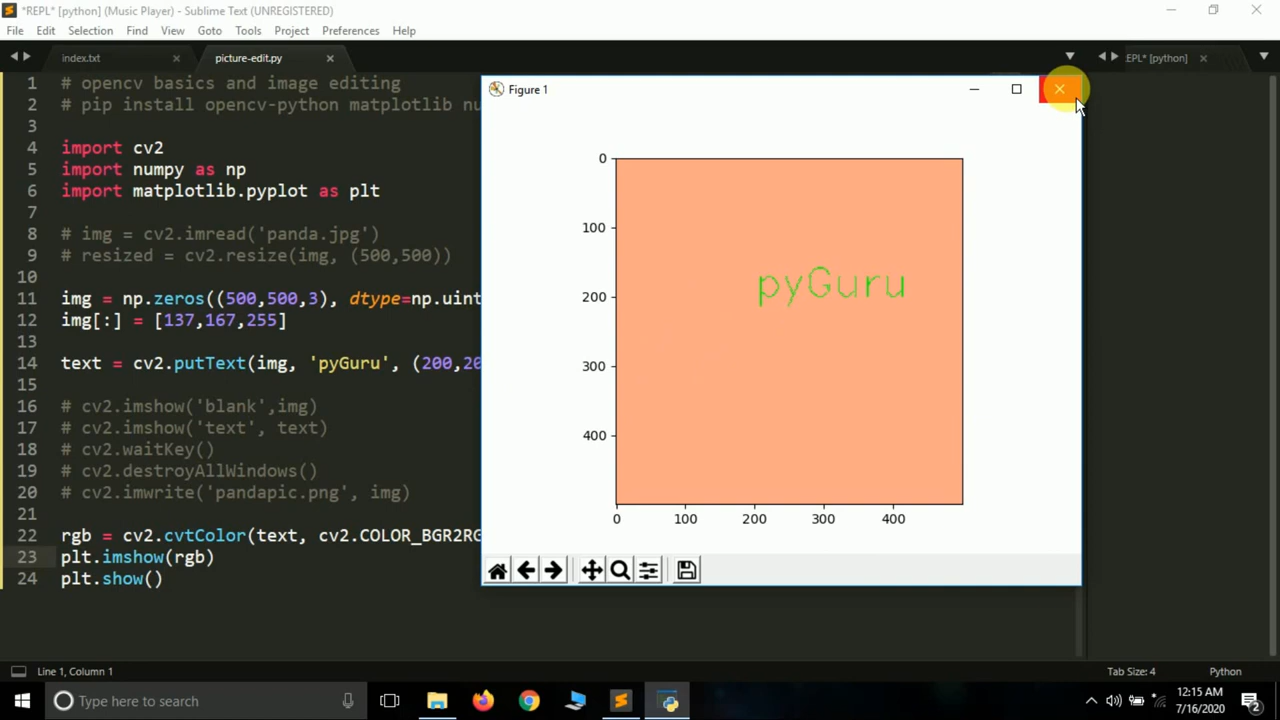 *REPL* [python] (Music Player) - Sublime Text (UNREGISTERED)
File Edit Selection Find View Goto Tools Project Preferences Help
index.txt picture-edit.py EPL* [python]
1 # opencv basics and image editing
2 # pip install opencv-python matplotlib nu
3
4 import cv2
5 import numpy as np
6 import matplotlib.pyplot as plt
7
8 # img = cv2.imread('panda.jpg')
9 # resized = cv2.resize(img, (500,500))
10
11 img = np.zeros((500,500,3), dtype=np.uint
12 img[:] = [137,167,255]
13
14 text = cv2.putText(img, 'pyGuru', (200,20
15
16 # cv2.imshow('blank',img)
17 # cv2.imshow('text', text)
18 # cv2.waitKey()
19 # cv2.destroyAllWindows()
20 # cv2.imwrite('pandapic.png', img)
21
22 rgb = cv2.cvtColor(text, cv2.COLOR_BGR2RG
23 plt.imshow(rgb)
24 plt.show()
Figure 1
0
100
200
300
400
pyGuru
0 100 200 300 400
Line 1, Column 1 Tab Size: 4 Python
Type here to search
12:15 AM
7/16/2020
2